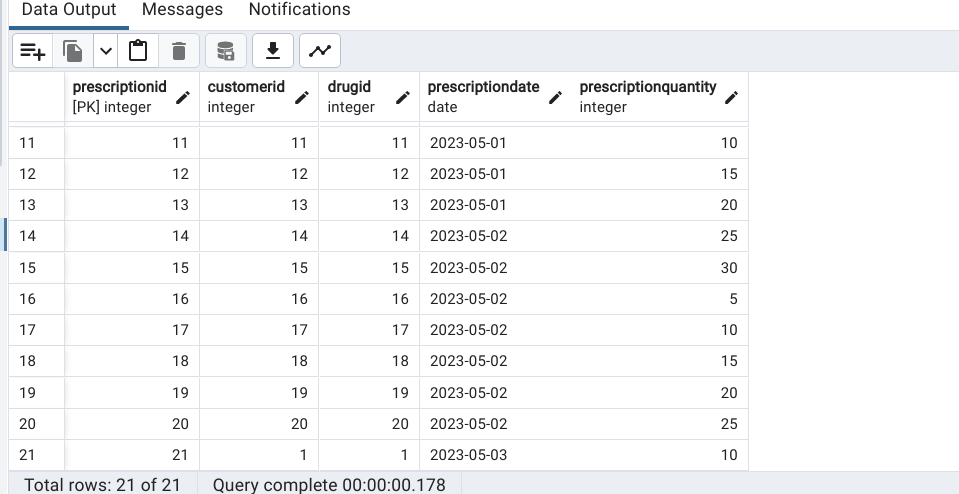 Data Output Messages Notifications
prescriptionid customerid drugid prescriptiondate prescriptionquantity
[PK] integer integer integer date integer
11 11 11 11 2023-05-01 10
12 12 12 12 2023-05-01 15
13 13 13 13 2023-05-01 20
14 14 14 14 2023-05-02 25
15 15 15 15 2023-05-02 30
16 16 16 16 2023-05-02 5
17 17 17 17 2023-05-02 10
18 18 18 18 2023-05-02 15
19 19 19 19 2023-05-02 20
20 20 20 20 2023-05-02 25
21 21 1 1 2023-05-03 10
Total rows: 21 of 21 Query complete 00:00:00.178